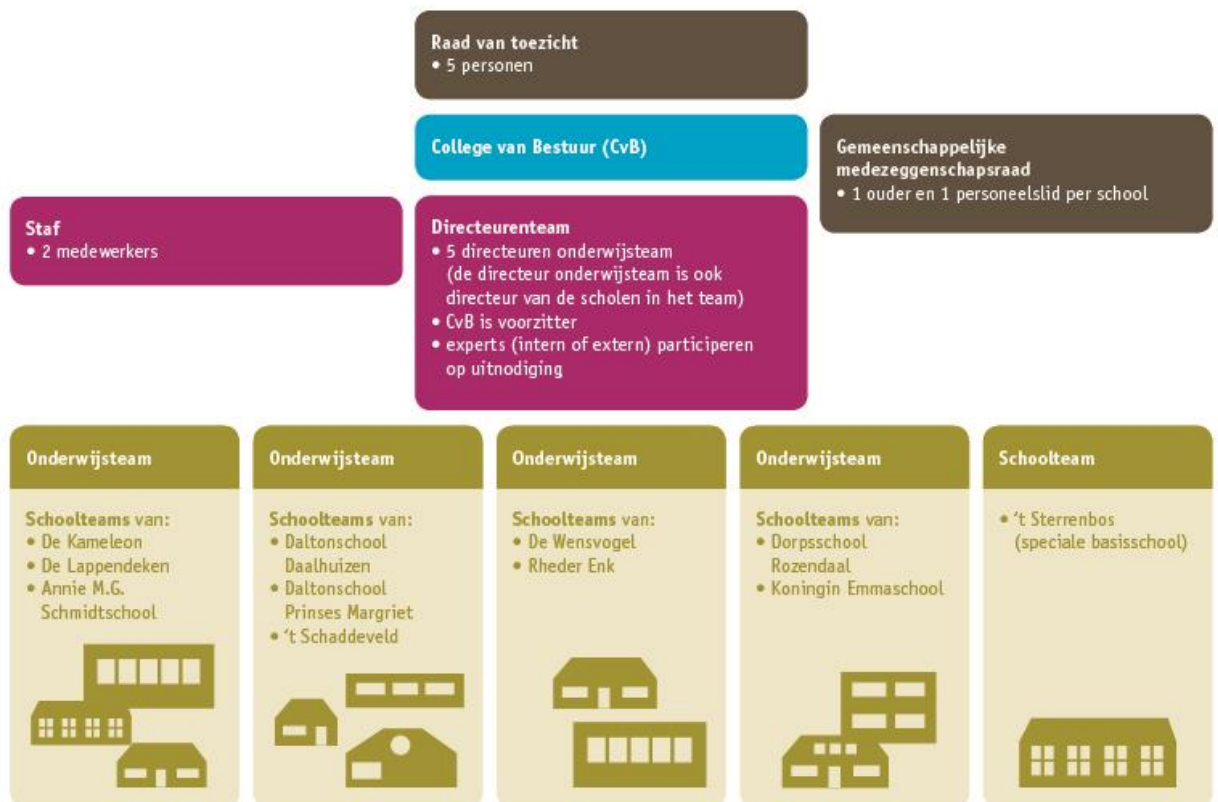 Raad van toezicht
• 5 personen
College van Bestuur (CvB)
Gemeenschappelijke
medezeggenschapsraad
• 1 ouder en 1 personeelslid per school
Staf
• 2 medewerkers
Directeurenteam
• 5 directeuren onderwijsteam
(de directeur onderwijsteam is ook
directeur van de scholen in het team)
• CvB is voorzitter
• experts (intern of extern) participeren
op uitnodiging
Onderwijsteam
Schoolteams van:
• De Kameleon
• De Lappendeken
• Annie M.G.
Schmidtschool
Onderwijsteam
Schoolteams van:
• Daltonschool
Daalhuizen
• Daltonschool
Prinses Margriet
• ‘t Schaddeveld
Onderwijsteam
Schoolteams van:
• De Wensvogel
• Rheder Enk
Onderwijsteam
Schoolteams van:
• Dorpsschool
Rozendaal
• Koningin Emmaschool
Schoolteam
• ‘t Sterrenbos
(speciale basisschool)